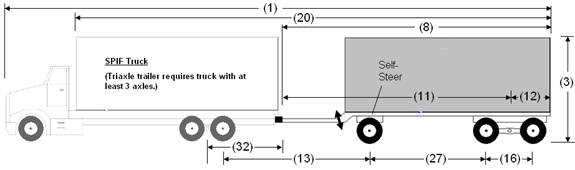 (1)
(20)
(8)
SPIF Truck
(Triaxle trailer requires truck with at
least 3 axles.)
Self-
Steer
(3)
(11)
(12)
(32)
(13)
(27)
(16)